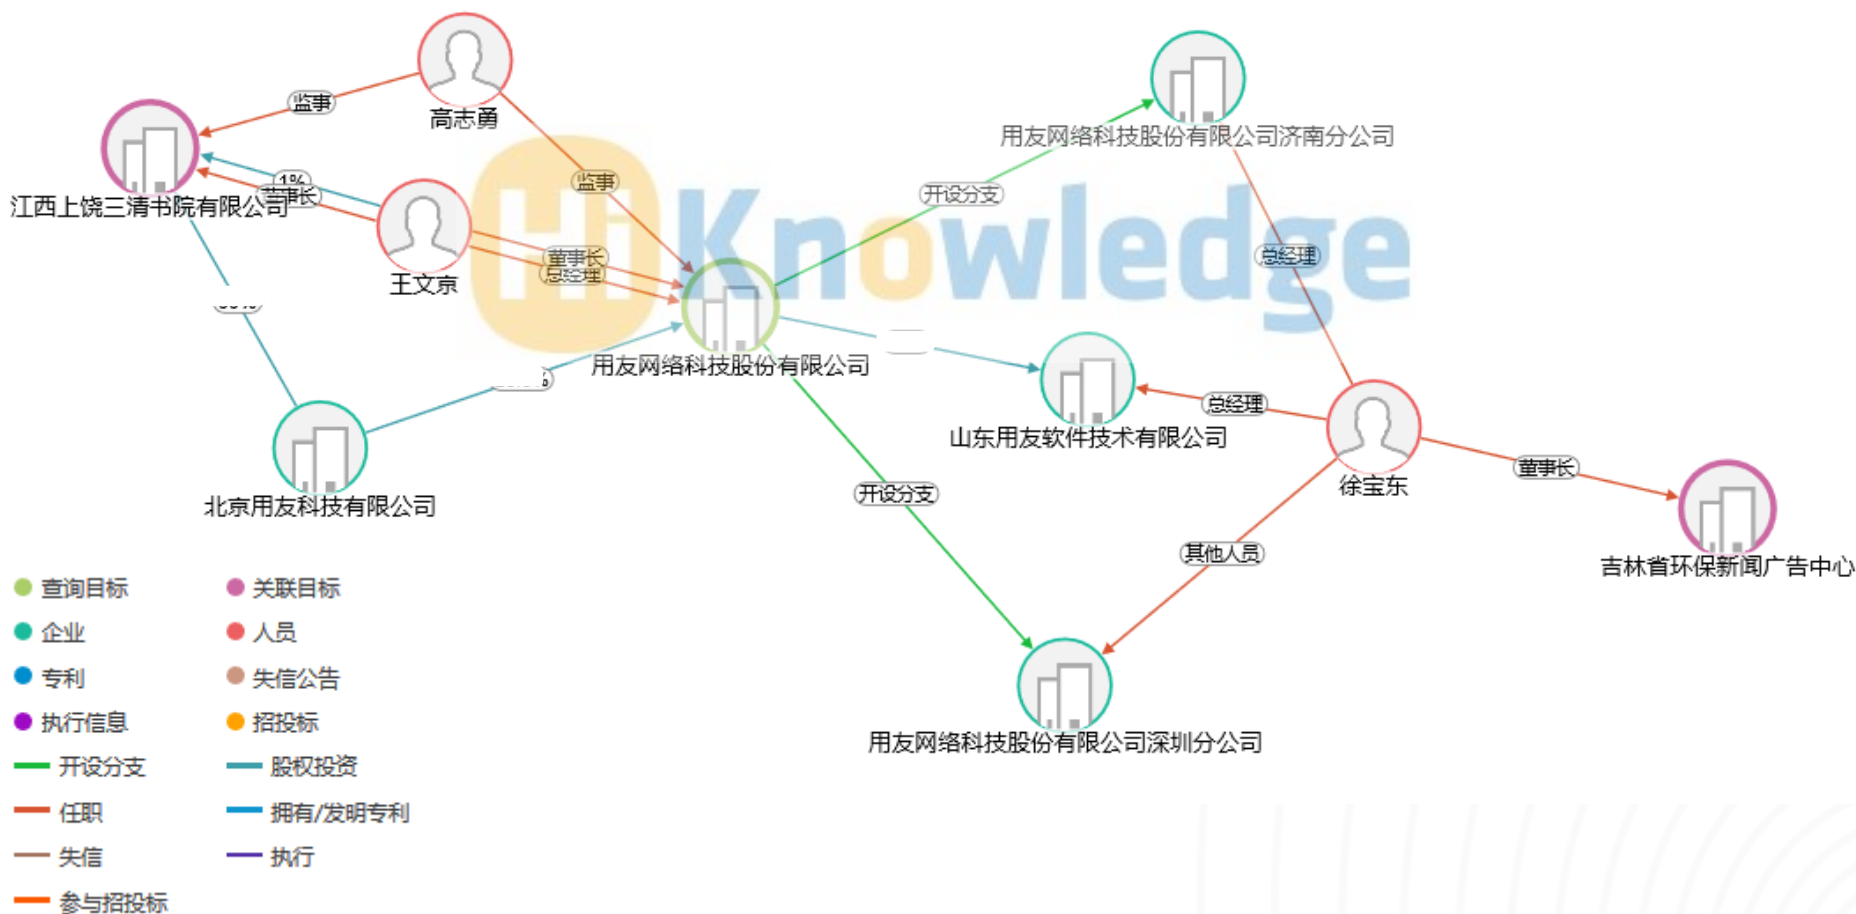 高志勇
监事
用友网络科技股份有限公司济南分公司
江西上饶三清书院有限公司
1%
董事长
监事
开设分支
Hi Knowledge
王文京
董事长
总经理
总经理
用友网络科技股份有限公司
山东用友软件技术有限公司
总经理
徐宝东
董事长
北京用友科技有限公司
开设分支
其他人员
吉林省环保新闻广告中心
用友网络科技股份有限公司深圳分公司
查询目标 关联目标
企业 人员
专利 失信公告
执行信息 招投标
开设分支 股权投资
任职 拥有/发明专利
失信 执行
参与招投标